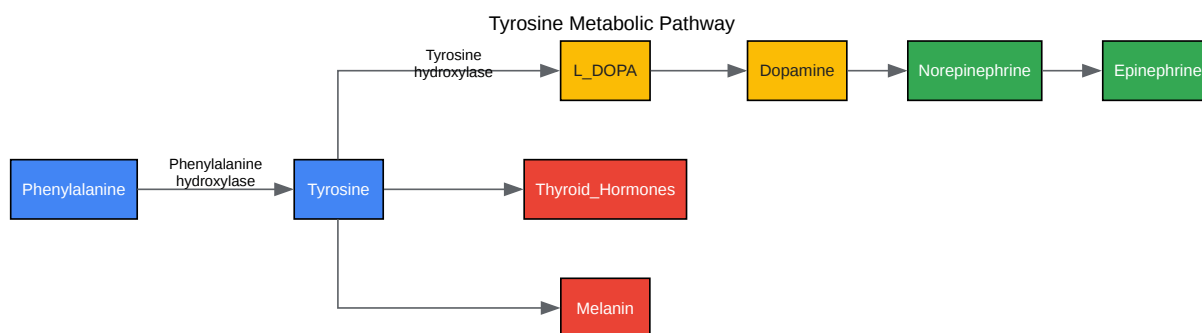 Tyrosine Metabolic Pathway
Tyrosine
hydroxylase
L_DOPA
Dopamine
Norepinephrine
Epinephrine
Phenylalanine
Phenylalanine
hydroxylase
Tyrosine
Thyroid_Hormones
Melanin